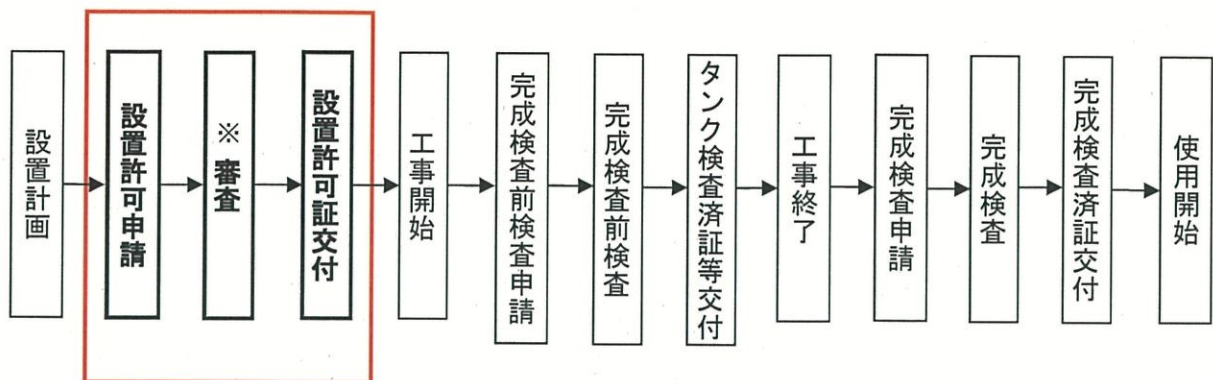 設置計画
設置許可申請
※審査
設置許可証交付
工事開始
完成検査前検査申請
完成検査前検査
タンク検査済証等交付
工事終了
完成検査申請
完成検査
完成検査済証交付
使用開始